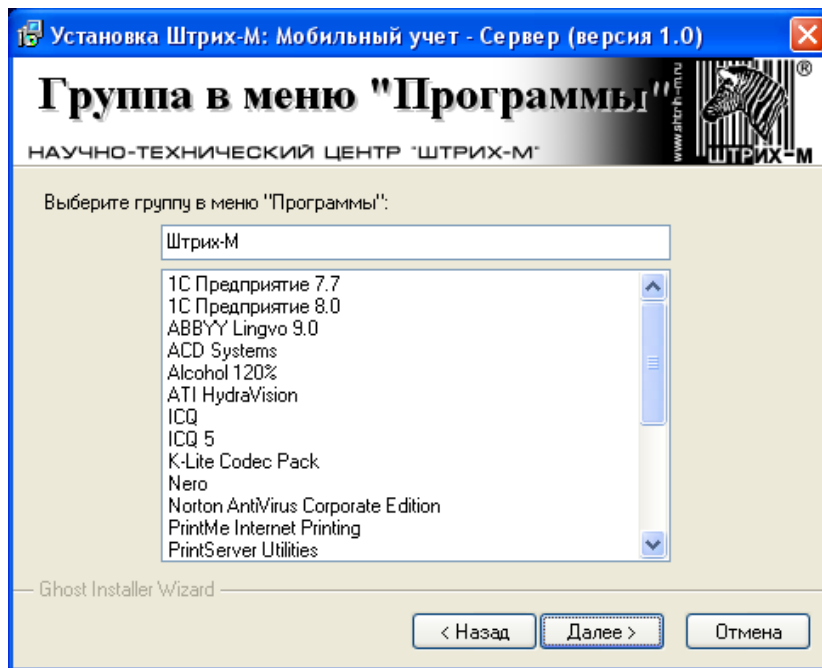 Установка Штрих-М: Мобильный учет - Сервер (версия 1.0)
Группа в меню "Программы"
НАУЧНО-ТЕХНИЧЕСКИЙ ЦЕНТР "ШТРИХ-М"
www.shtrih-m.ru
®
ШТРИХ-М
Выберите группу в меню "Программы":
Штрих-М
1С Предприятие 7.7
1С Предприятие 8.0
ABBYY Lingvo 9.0
ACD Systems
Alcohol 120%
ATI HydraVision
ICQ
ICQ 5
K-Lite Codec Pack
Nero
Norton AntiVirus Corporate Edition
PrintMe Internet Printing
PrintServer Utilities
Ghost Installer Wizard
< Назад
Далее >
Отмена